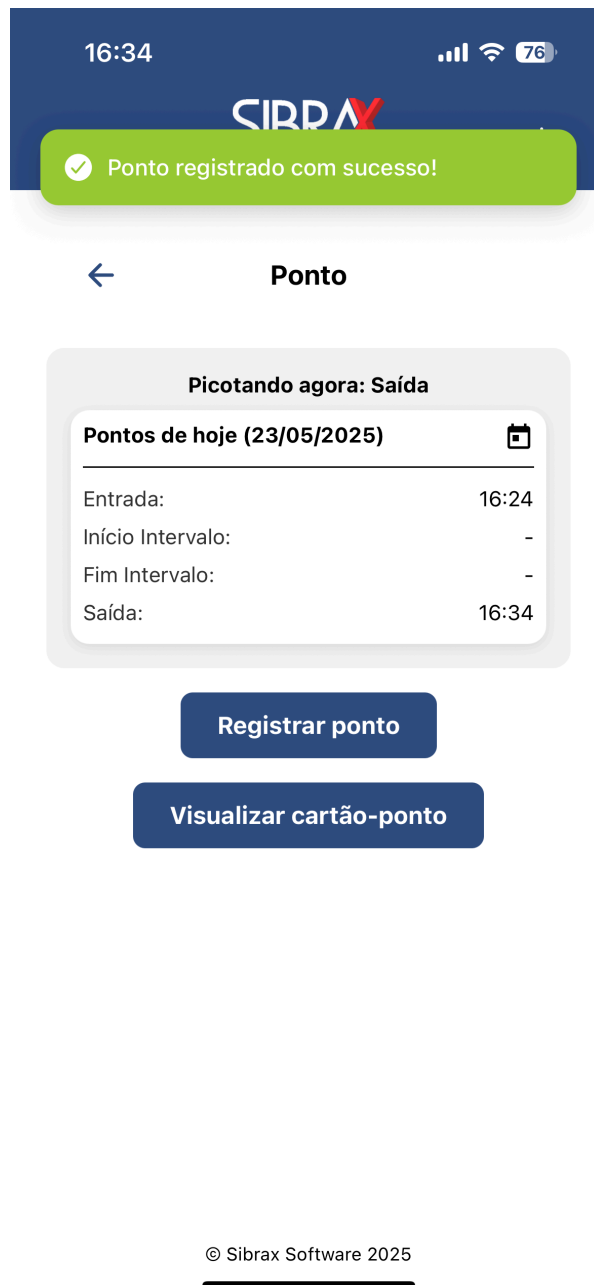 16:34
76
SIBRAX
Ponto registrado com sucesso!
Ponto
Picotando agora: Saída
Pontos de hoje (23/05/2025)
Entrada: 16:24
Início Intervalo: -
Fim Intervalo: -
Saída: 16:34
Registrar ponto
Visualizar cartão-ponto
© Sibrax Software 2025